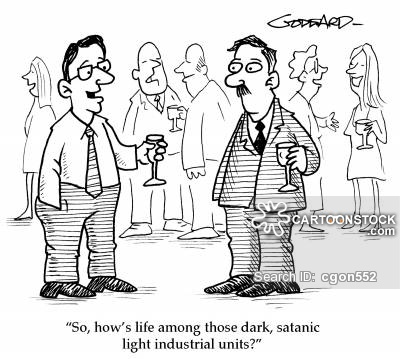 GODDARD
CARTOONSTOCK
.com
Search ID: cgon552
"So, how's life among those dark, satanic
light industrial units?"